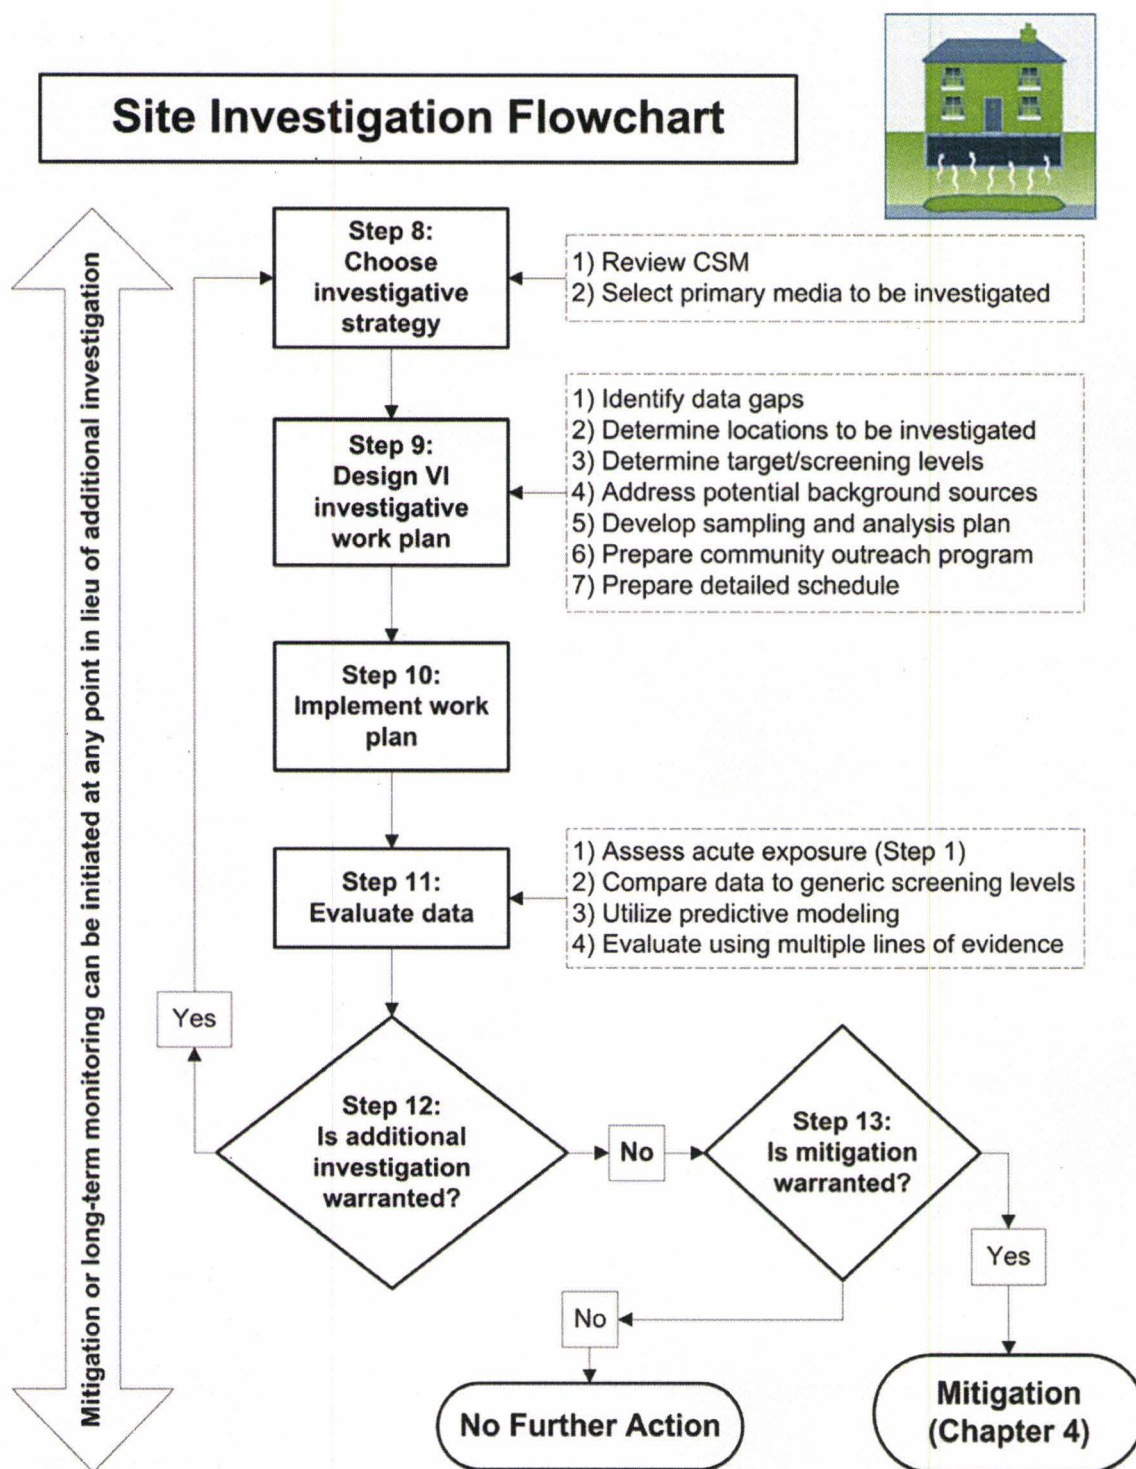 Site Investigation Flowchart
Mitigation or long-term monitoring can be initiated at any point in lieu of additional investigation
Step 8:
Choose
investigative
strategy
1) Review CSM
2) Select primary media to be investigated
Step 9:
Design VI
investigative
work plan
1) Identify data gaps
2) Determine locations to be investigated
3) Determine target/screening levels
4) Address potential background sources
5) Develop sampling and analysis plan
6) Prepare community outreach program
7) Prepare detailed schedule
Step 10:
Implement work
plan
Step 11:
Evaluate data
1) Assess acute exposure (Step 1)
2) Compare data to generic screening levels
3) Utilize predictive modeling
4) Evaluate using multiple lines of evidence
Yes
Step 12:
Is additional
investigation
warranted?
No
Step 13:
Is mitigation
warranted?
Yes
No
No Further Action
Mitigation
(Chapter 4)